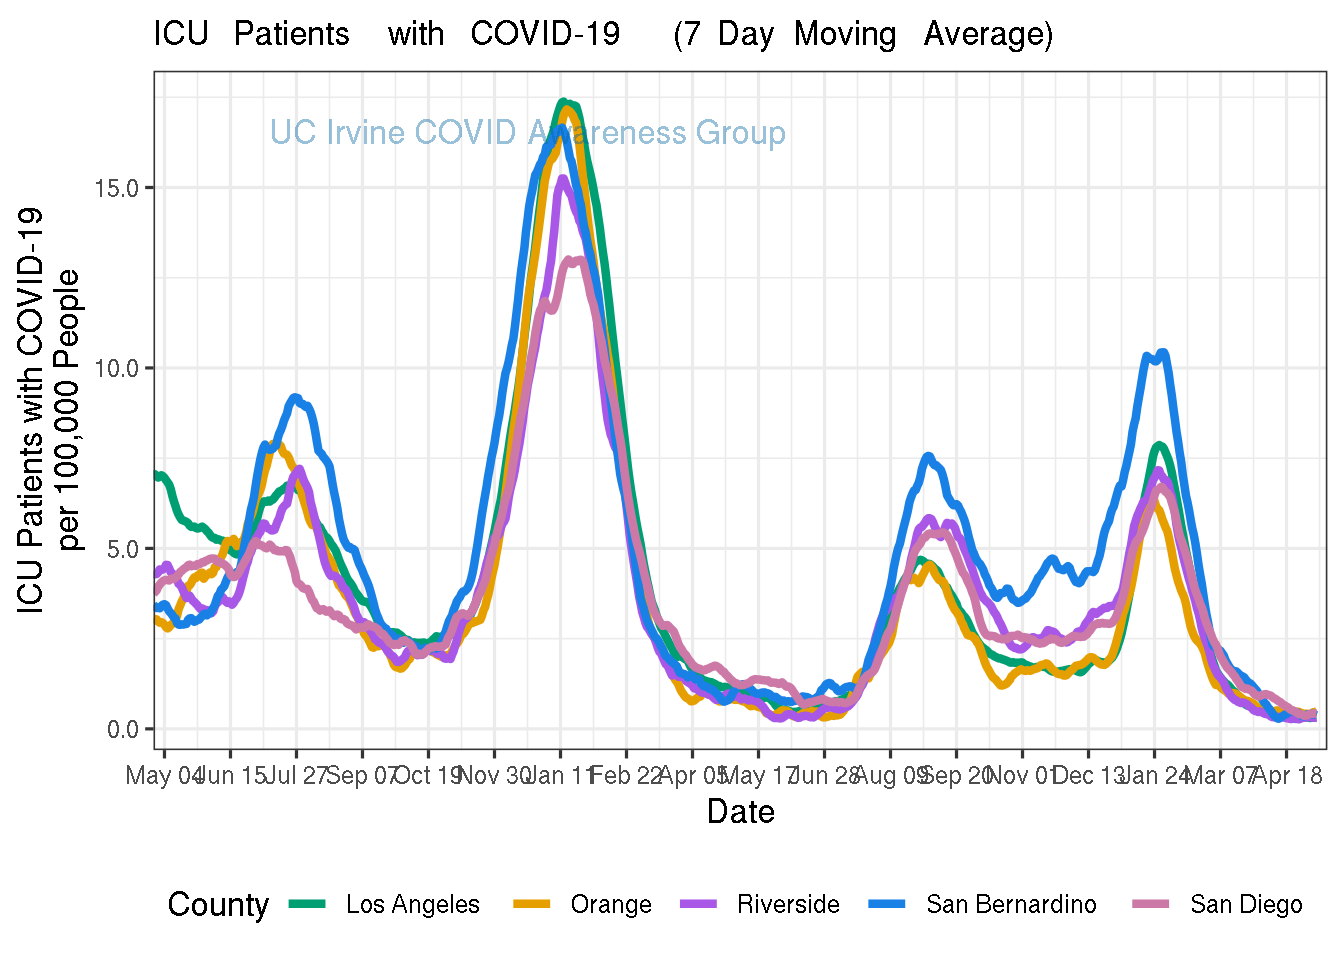 ICU Patients with COVID-19 (7 Day Moving Average)
UC Irvine COVID Awareness Group
ICU Patients with COVID-19
per 100,000 People
15.0
10.0
5.0
0.0
May 04 Jun 15 Jul 27 Sep 07 Oct 19 Nov 30 Jan 11 Feb 22 Apr 05 May 17 Jun 28 Aug 09 Sep 20 Nov 01 Dec 13 Jan 24 Mar 07 Apr 18
Date
County Los Angeles Orange Riverside San Bernardino San Diego